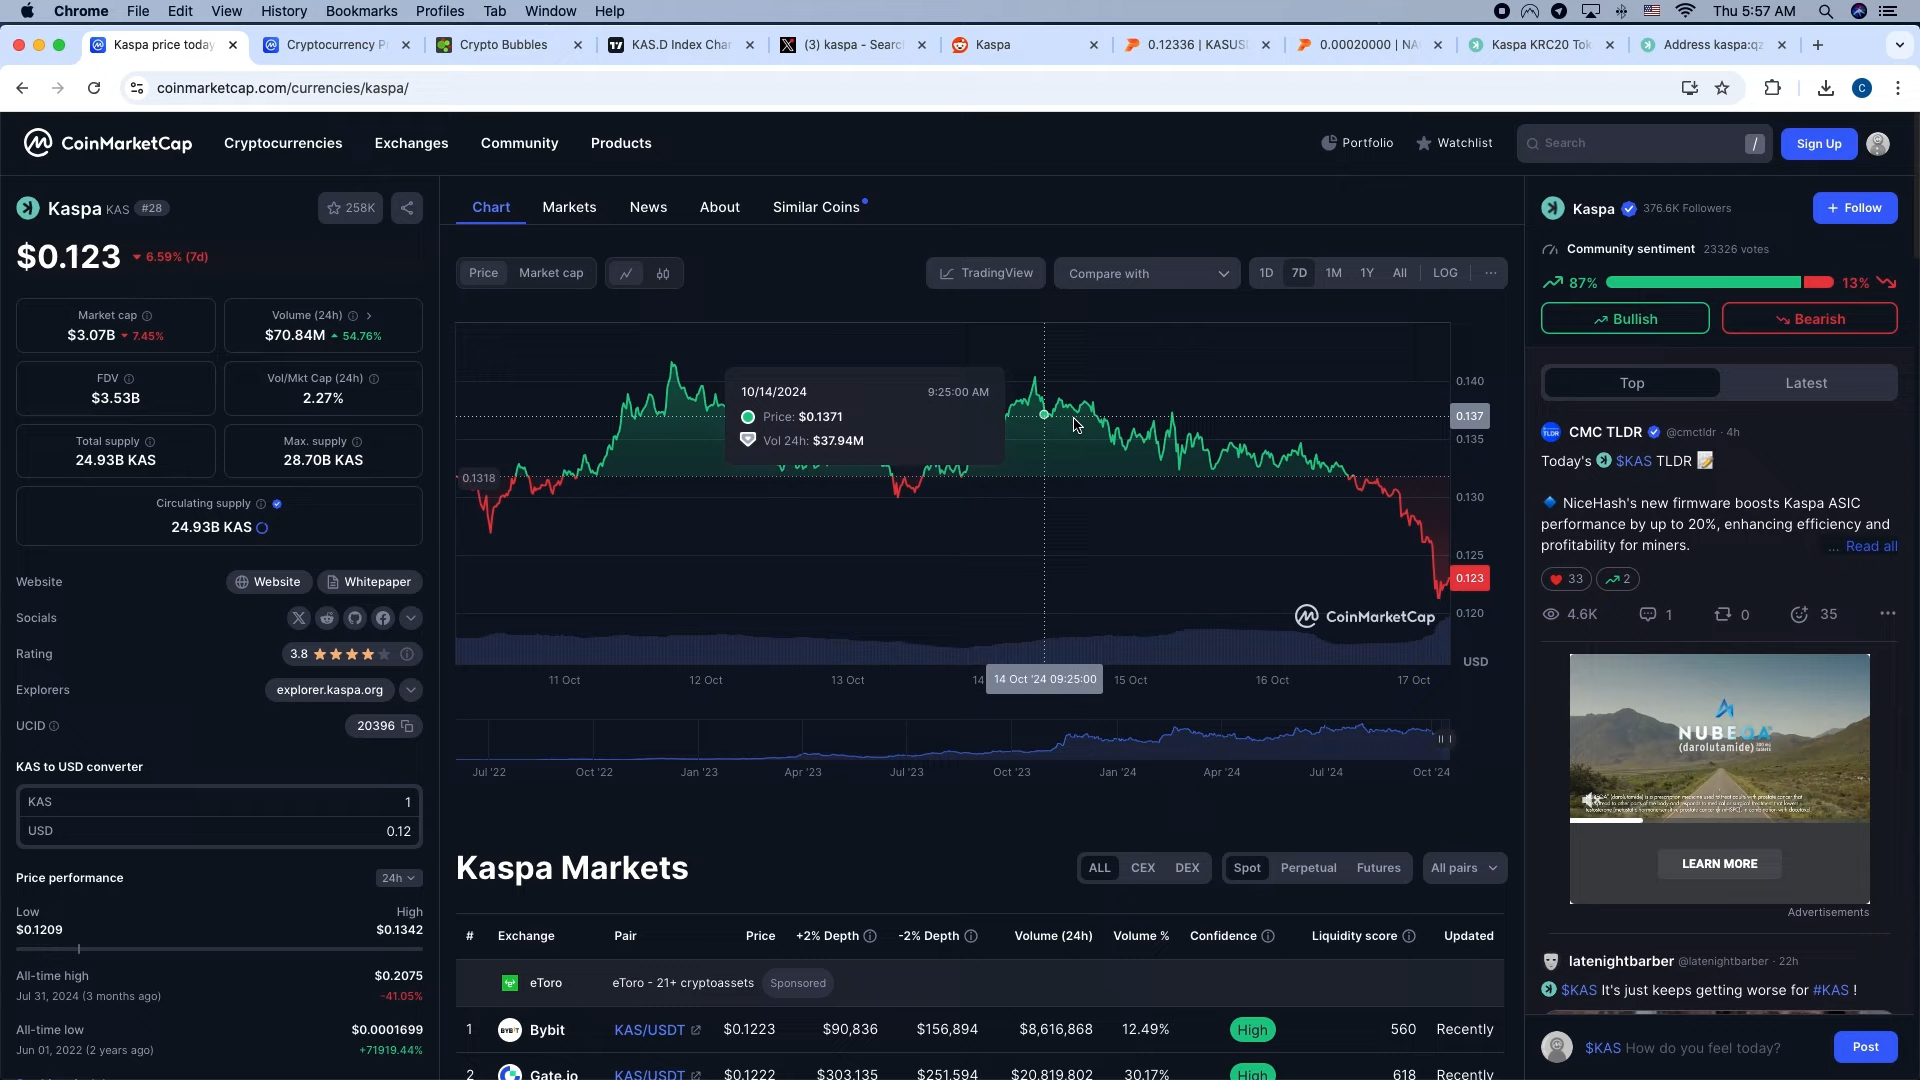 Chrome File Edit View History Bookmarks Profiles Tab Window Help Thu 5:57 AM
Kaspa price today Cryptocurrency P Crypto Bubbles KAS.D Index Char (3) kaspa - Searc Kaspa 0.12336 | KASUS 0.00020000 | NA Kaspa KRC20 Tok Address kaspa:qz
coinmarketcap.com/currencies/kaspa/ C
CoinMarketCap Cryptocurrencies Exchanges Community Products Portfolio Watchlist Search / Sign Up
Kaspa KAS #28 258K
$0.123 6.59% (7d)
Market cap
$3.07B 7.45%
Volume (24h)
$70.84M 54.76%
FDV
$3.53B
Vol/Mkt Cap (24h)
2.27%
Total supply
24.93B KAS
Max. supply
28.70B KAS
Circulating supply
24.93B KAS
Website Website Whitepaper
Socials
Rating 3.8
Explorers explorer.kaspa.org
UCID 20396
KAS to USD converter
KAS 1
USD 0.12
Price performance 24h
Low High
$0.1209 $0.1342
All-time high $0.2075
Jul 31, 2024 (3 months ago) -41.05%
All-time low $0.0001699
Jun 01, 2022 (2 years ago) +71919.44%
Chart Markets News About Similar Coins
Price Market cap TradingView Compare with 1D 7D 1M 1Y All LOG
10/14/2024 9:25:00 AM
Price: $0.1371
Vol 24h: $37.94M
0.140
0.137
0.135
0.1318
0.130
0.125
0.123
0.120
CoinMarketCap
USD
11 Oct 12 Oct 13 Oct 14 14 Oct '24 09:25:00 15 Oct 16 Oct 17 Oct
Jul '22 Oct '22 Jan '23 Apr '23 Jul '23 Oct '23 Jan '24 Apr '24 Jul '24 Oct '24
Kaspa Markets ALL CEX DEX Spot Perpetual Futures All pairs
# Exchange Pair Price +2% Depth -2% Depth Volume (24h) Volume % Confidence Liquidity score Updated
eToro eToro - 21+ cryptoassets Sponsored
1 Bybit KAS/USDT $0.1223 $90,836 $156,894 $8,616,868 12.49% High 560 Recently
2 Gate.io KAS/USDT $0.1222 $303,135 $251,594 $20,819,802 30.17% High 618 Recently
Kaspa 376.6K Followers + Follow
Community sentiment 23326 votes
87% 13%
Bullish Bearish
Top Latest
CMC TLDR @cmctldr · 4h
Today's $KAS TLDR
NiceHash's new firmware boosts Kaspa ASIC
performance by up to 20%, enhancing efficiency and
profitability for miners. ... Read all
33 2
4.6K 1 0 35
NUBEQA
(darolutamide)
LEARN MORE
Advertisements
latenightbarber @latenightbarber · 22h
$KAS It's just keeps getting worse for #KAS !
$KAS How do you feel today? Post